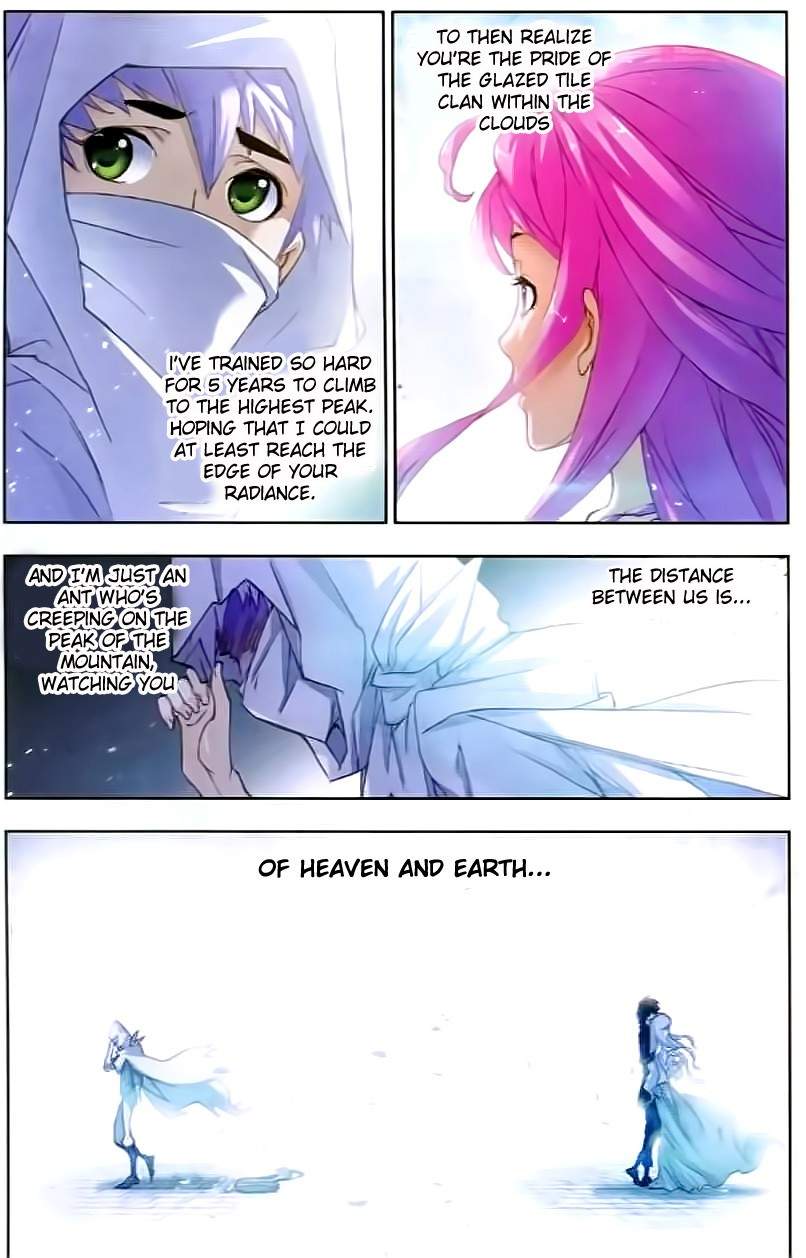 I'VE TRAINED SO HARD
FOR 5 YEARS TO CLIMB
TO THE HIGHEST PEAK.
HOPING THAT I COULD
AT LEAST REACH THE
EDGE OF YOUR
RADIANCE.
TO THEN REALIZE
YOU'RE THE PRIDE OF
THE GLAZED TILE
CLAN WITHIN THE
CLOUDS
AND I'M JUST AN
ANT WHO'S
CREEPING ON THE
PEAK OF THE
MOUNTAIN,
WATCHING YOU
THE DISTANCE
BETWEEN US IS...
OF HEAVEN AND EARTH...